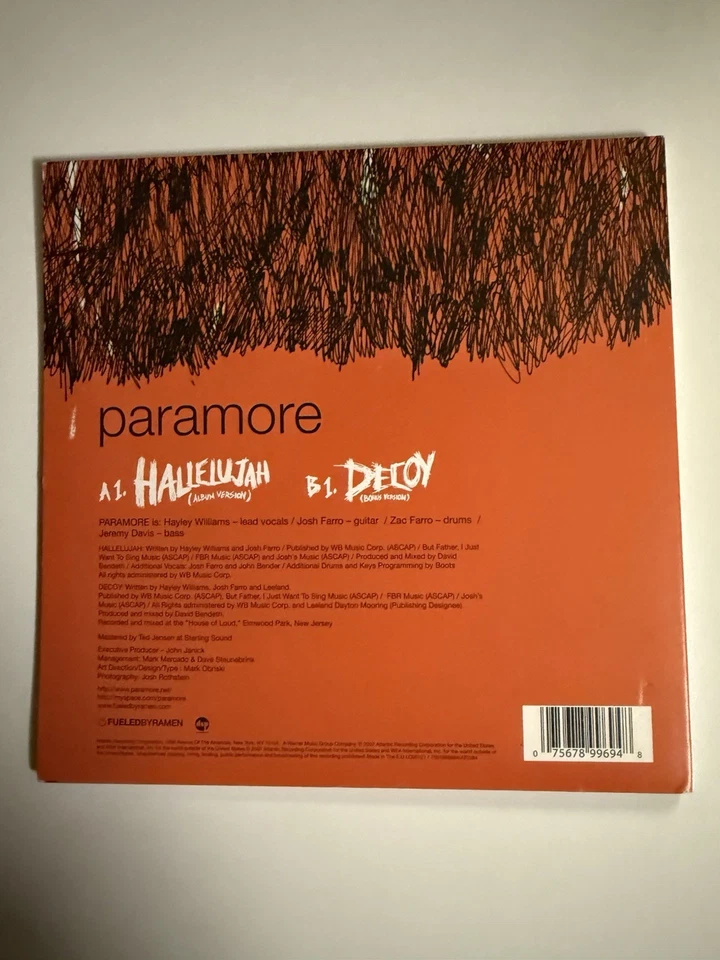 paramore
A1. HALLELUJAH (ALBUM VERSION) B1. DECOY (BONUS VERSION)
PARAMORE is: Hayley Williams – lead vocals / Josh Farro – guitar / Zac Farro – drums /
Jeremy Davis – bass
HALLELUJAH: Written by Hayley Williams and Josh Farro / Published by WB Music Corp. (ASCAP) / But Father, I Just
Want To Sing Music (ASCAP) / FBR Music (ASCAP) and Josh's Music (ASCAP) / Produced and Mixed by David
Bendeth / Additional Vocals: Josh Farro and John Bender / Additional Drums and Keys Programming by Boots
All rights administered by WB Music Corp.
DECOY: Written by Hayley Williams, Josh Farro and Leeland.
Published by WB Music Corp. (ASCAP), But Father, I Just Want To Sing Music (ASCAP) / FBR Music (ASCAP) / Josh's
Music (ASCAP) / All Rights administered by WB Music Corp. and Leeland Dayton Mooring (Publishing Designee).
Produced and mixed by David Bendeth.
Recorded and mixed at the "House of Loud," Elmwood Park, New Jersey
Mastered by Ted Jensen at Sterling Sound
Executive Producer - John Janick
Management: Mark Mercado & Dave Steunebrink
Art Direction/Design/Type : Mark Obriski
Photography: Josh Rothstein
http://www.paramore.net/
http://myspace.com/paramore
www.fueledbyramen.com
FUELEDBYRAMEN
0 75678 99694 8